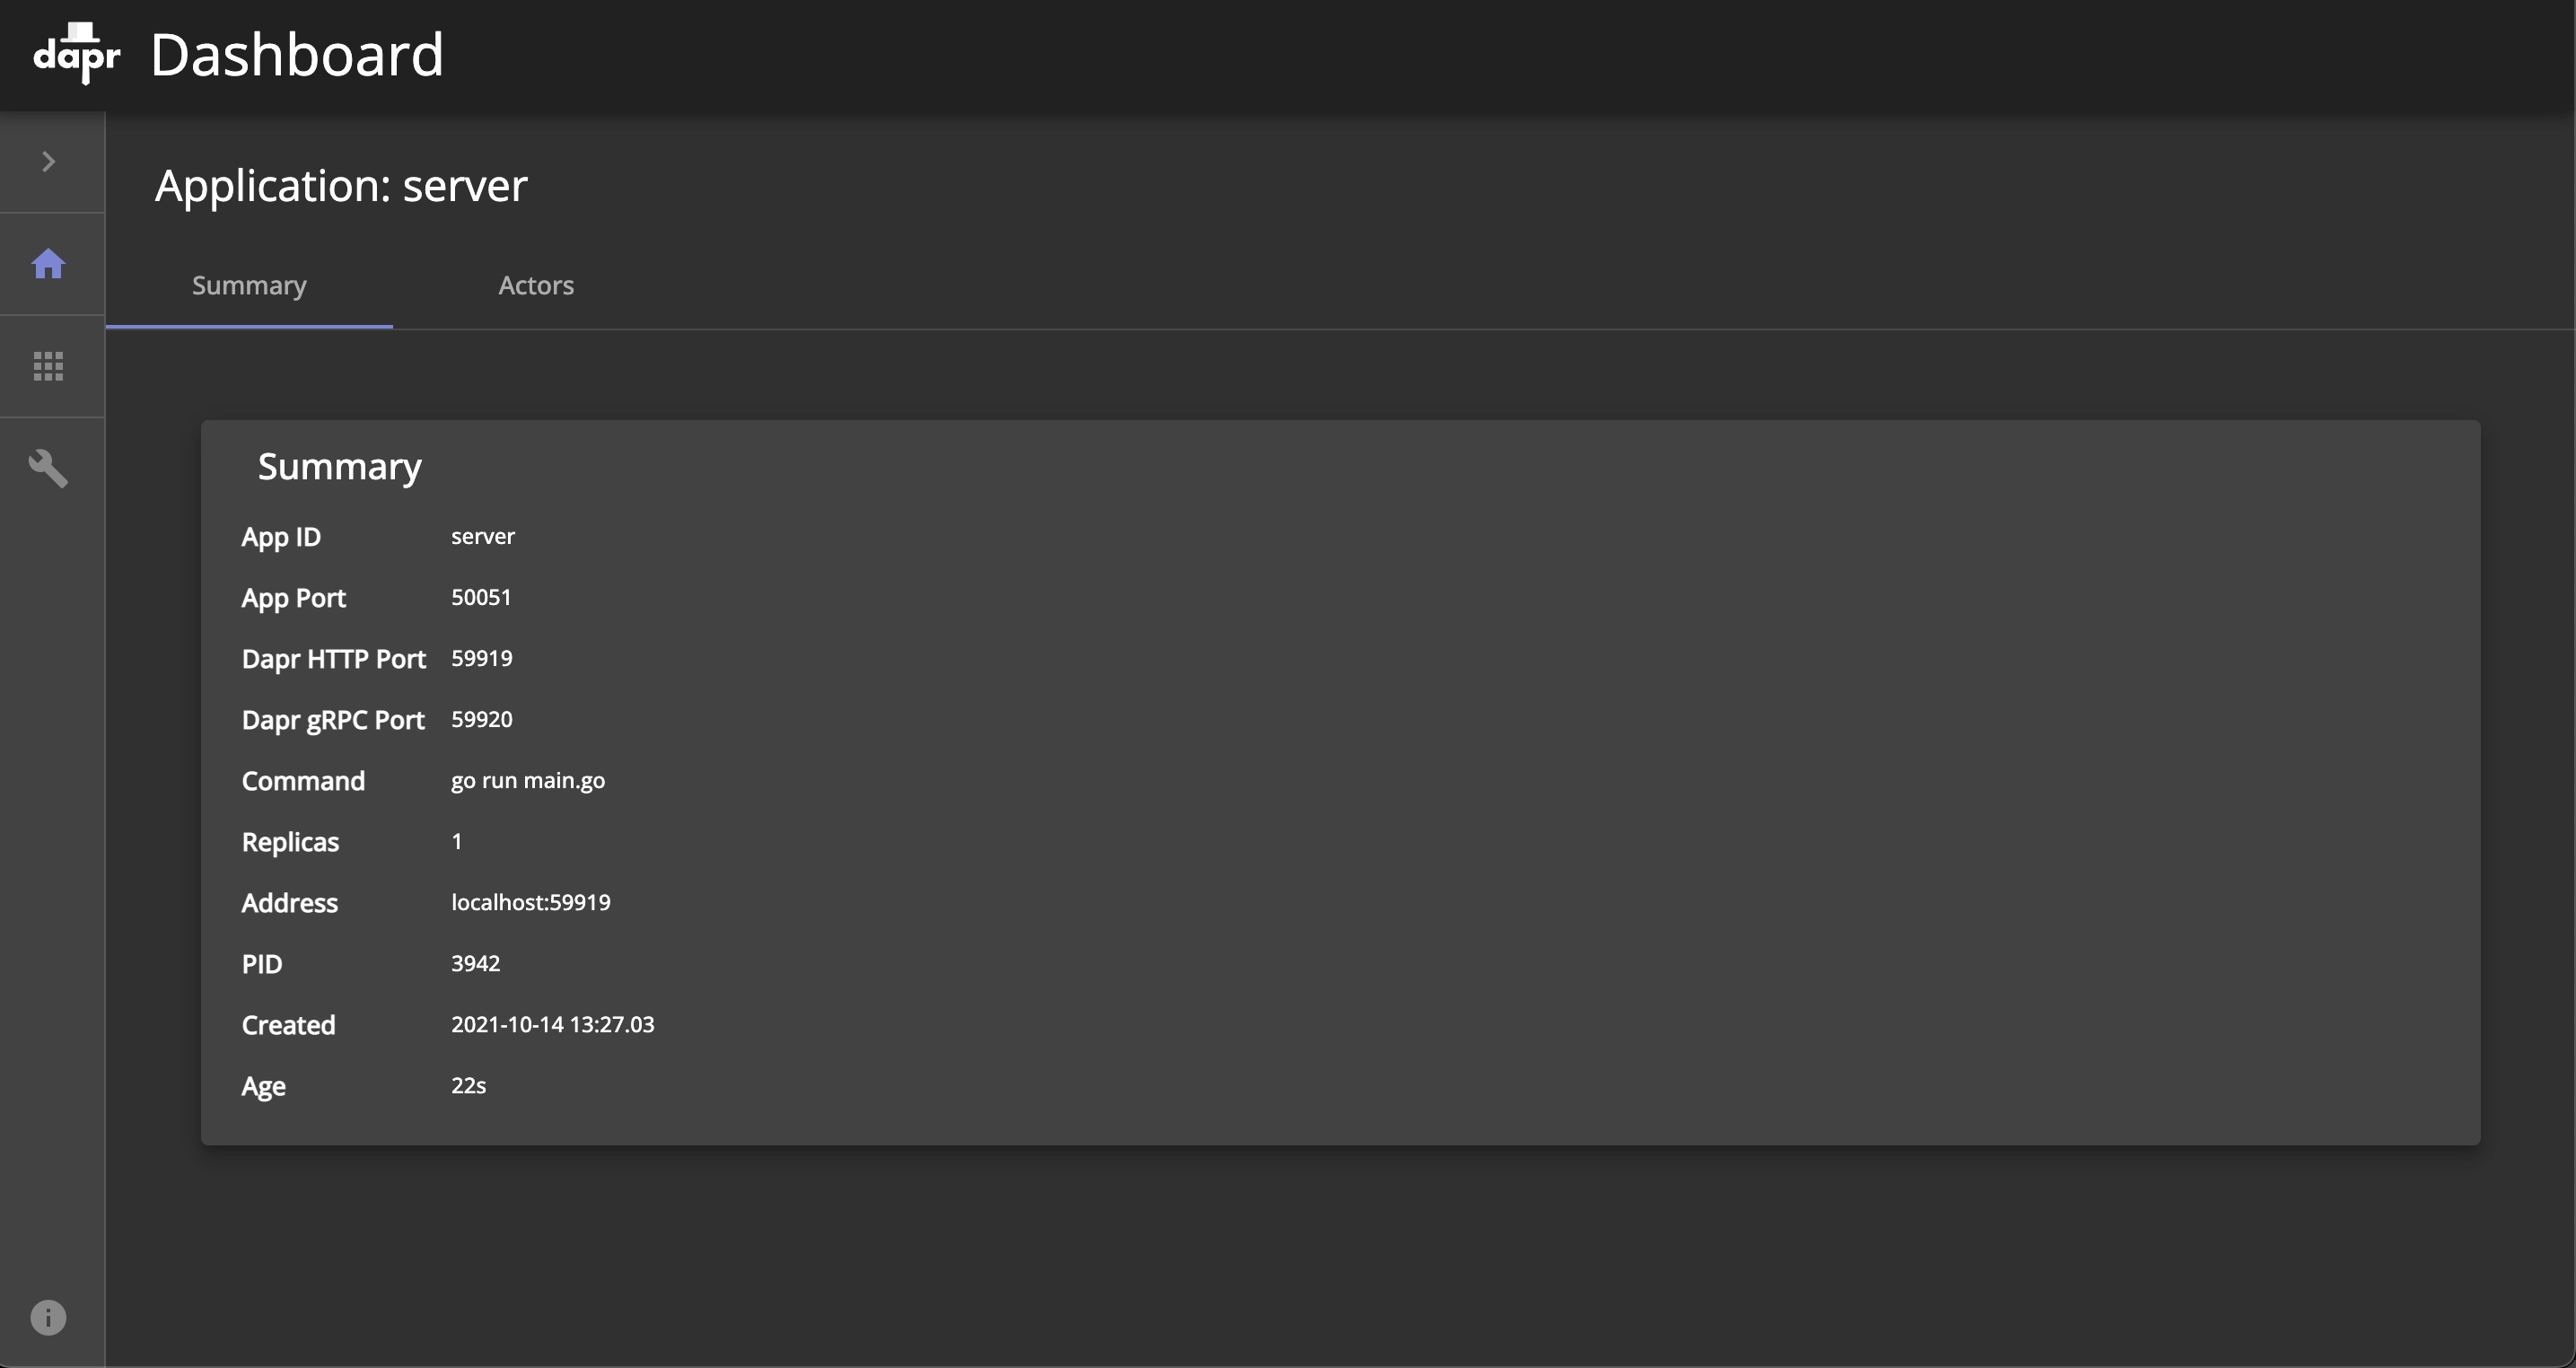 dapr Dashboard
Application: server
Summary Actors
Summary
App ID server
App Port 50051
Dapr HTTP Port 59919
Dapr gRPC Port 59920
Command go run main.go
Replicas 1
Address localhost:59919
PID 3942
Created 2021-10-14 13:27.03
Age 22s